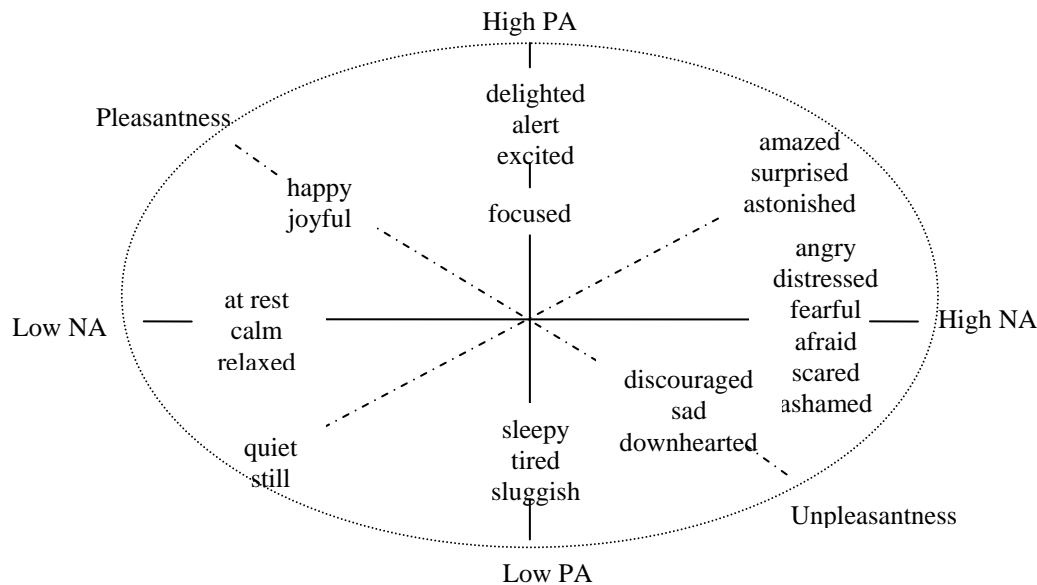 High PA
delighted
alert
excited
focused
Pleasantness
happy
joyful
amazed
surprised
astonished
Low NA
at rest
calm
relaxed
angry
distressed
fearful
afraid
scared
ashamed
High NA
discouraged
sad
downhearted
quiet
still
sleepy
tired
sluggish
Unpleasantness
Low PA